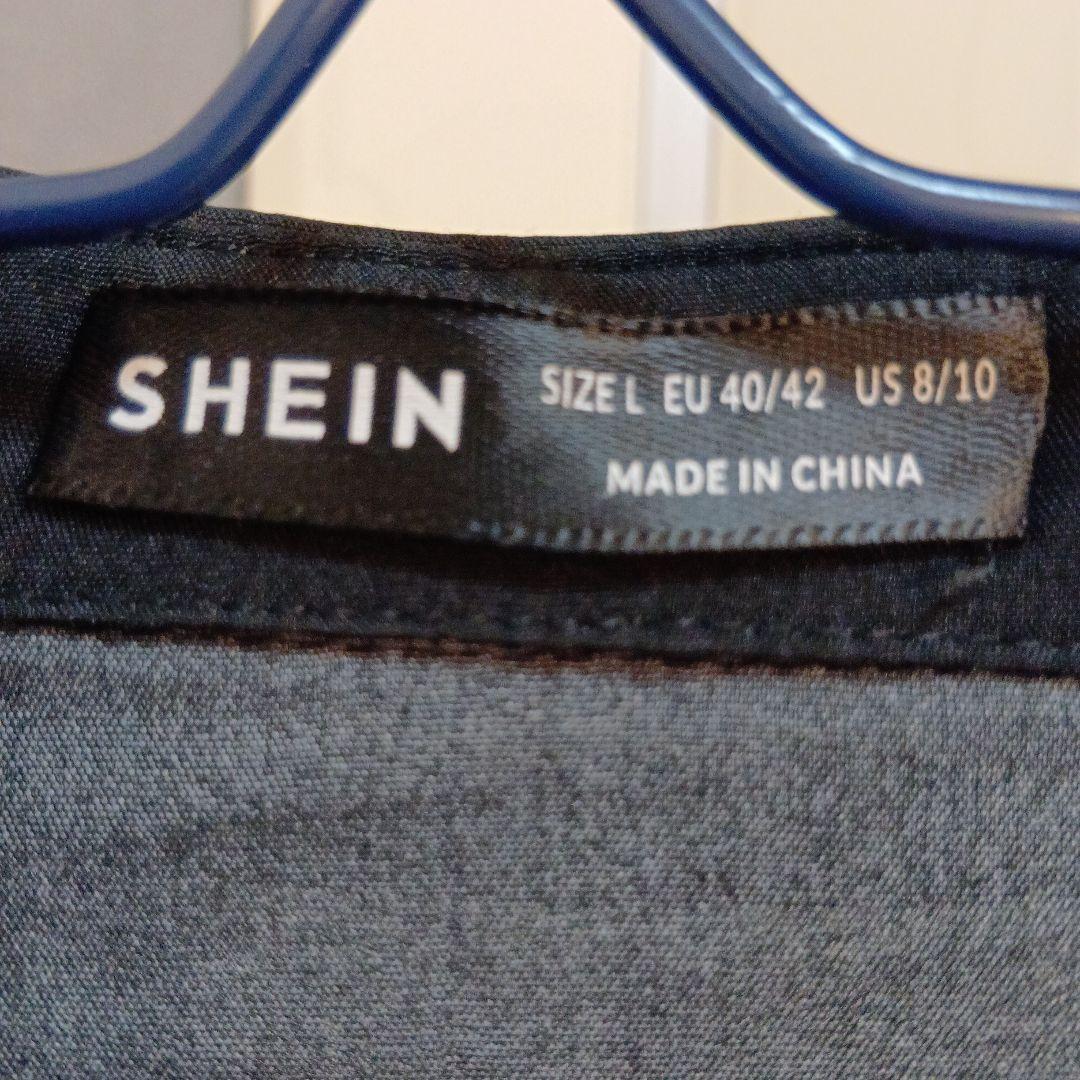 SHEIN
SIZE L EU 40/42 US 8/10
MADE IN CHINA